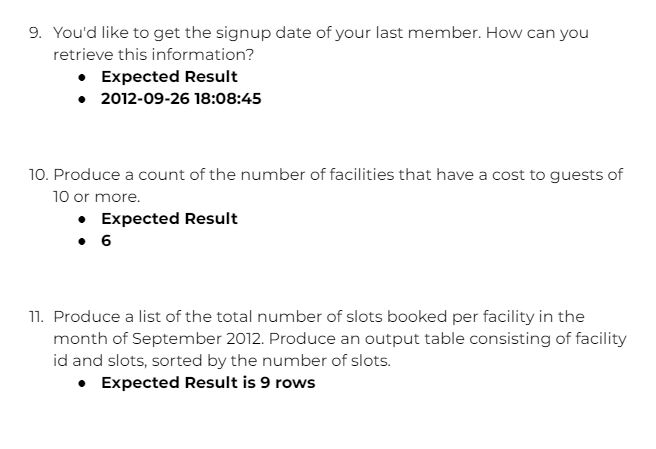 9. You'd like to get the signup date of your last member. How can you
retrieve this information?
● Expected Result
● 2012-09-26 18:08:45
10. Produce a count of the number of facilities that have a cost to guests of
10 or more.
● Expected Result
● 6
11. Produce a list of the total number of slots booked per facility in the
month of September 2012. Produce an output table consisting of facility
id and slots, sorted by the number of slots.
● Expected Result is 9 rows